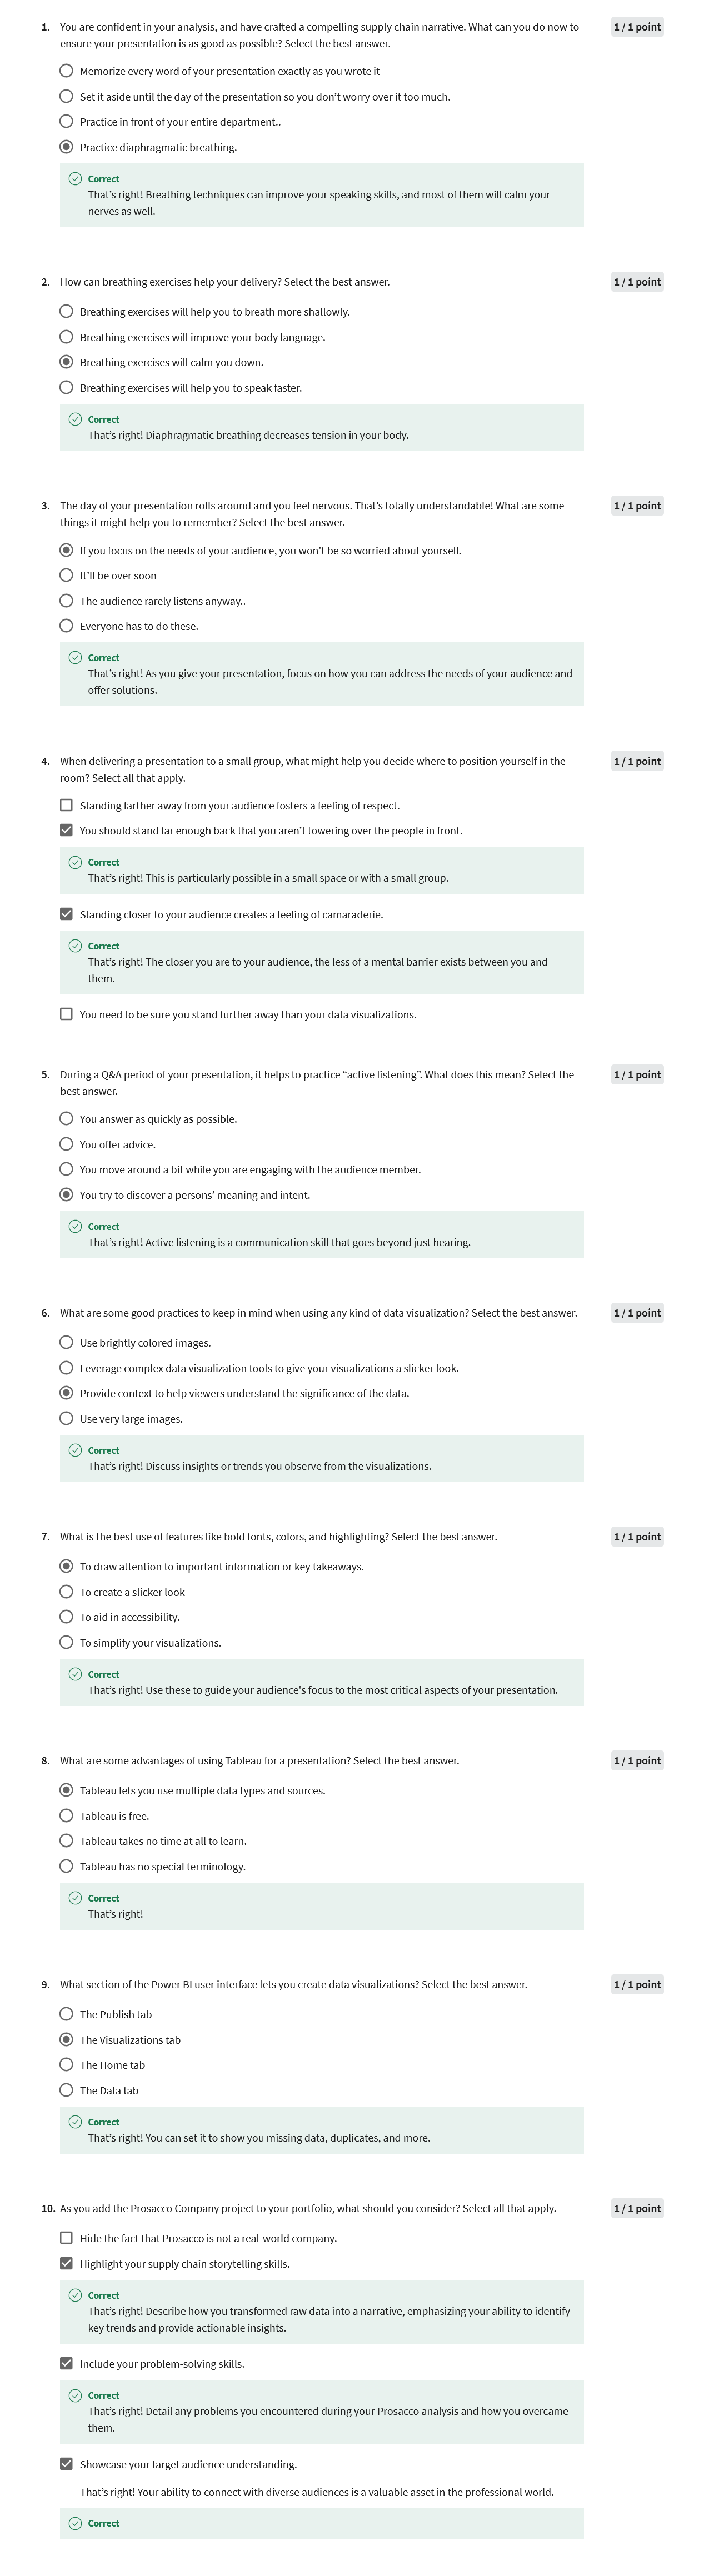 1. You are confident in your analysis, and have crafted a compelling supply chain narrative. What can you do now to 1 / 1 point
ensure your presentation is as good as possible? Select the best answer.
Memorize every word of your presentation exactly as you wrote it
Set it aside until the day of the presentation so you don't worry over it too much.
Practice in front of your entire department..
Practice diaphragmatic breathing.
Correct
That's right! Breathing techniques can improve your speaking skills, and most of them will calm your
nerves as well.
2. How can breathing exercises help your delivery? Select the best answer. 1 / 1 point
Breathing exercises will help you to breath more shallowly.
Breathing exercises will improve your body language.
Breathing exercises will calm you down.
Breathing exercises will help you to speak faster.
Correct
That's right! Diaphragmatic breathing decreases tension in your body.
3. The day of your presentation rolls around and you feel nervous. That's totally understandable! What are some 1 / 1 point
things it might help you to remember? Select the best answer.
If you focus on the needs of your audience, you won't be so worried about yourself.
It'll be over soon
The audience rarely listens anyway..
Everyone has to do these.
Correct
That's right! As you give your presentation, focus on how you can address the needs of your audience and
offer solutions.
4. When delivering a presentation to a small group, what might help you decide where to position yourself in the 1 / 1 point
room? Select all that apply.
Standing farther away from your audience fosters a feeling of respect.
You should stand far enough back that you aren't towering over the people in front.
Correct
That's right! This is particularly possible in a small space or with a small group.
Standing closer to your audience creates a feeling of camaraderie.
Correct
That's right! The closer you are to your audience, the less of a mental barrier exists between you and
them.
You need to be sure you stand further away than your data visualizations.
5. During a Q&A period of your presentation, it helps to practice “active listening”. What does this mean? Select the 1 / 1 point
best answer.
You answer as quickly as possible.
You offer advice.
You move around a bit while you are engaging with the audience member.
You try to discover a persons' meaning and intent.
Correct
That's right! Active listening is a communication skill that goes beyond just hearing.
6. What are some good practices to keep in mind when using any kind of data visualization? Select the best answer. 1 / 1 point
Use brightly colored images.
Leverage complex data visualization tools to give your visualizations a slicker look.
Provide context to help viewers understand the significance of the data.
Use very large images.
Correct
That's right! Discuss insights or trends you observe from the visualizations.
7. What is the best use of features like bold fonts, colors, and highlighting? Select the best answer. 1 / 1 point
To draw attention to important information or key takeaways.
To create a slicker look
To aid in accessibility.
To simplify your visualizations.
Correct
That's right! Use these to guide your audience's focus to the most critical aspects of your presentation.
8. What are some advantages of using Tableau for a presentation? Select the best answer. 1 / 1 point
Tableau lets you use multiple data types and sources.
Tableau is free.
Tableau takes no time at all to learn.
Tableau has no special terminology.
Correct
That's right!
9. What section of the Power BI user interface lets you create data visualizations? Select the best answer. 1 / 1 point
The Publish tab
The Visualizations tab
The Home tab
The Data tab
Correct
That's right! You can set it to show you missing data, duplicates, and more.
10. As you add the Prosacco Company project to your portfolio, what should you consider? Select all that apply. 1 / 1 point
Hide the fact that Prosacco is not a real-world company.
Highlight your supply chain storytelling skills.
Correct
That's right! Describe how you transformed raw data into a narrative, emphasizing your ability to identify
key trends and provide actionable insights.
Include your problem-solving skills.
Correct
That's right! Detail any problems you encountered during your Prosacco analysis and how you overcame
them.
Showcase your target audience understanding.
That's right! Your ability to connect with diverse audiences is a valuable asset in the professional world.
Correct